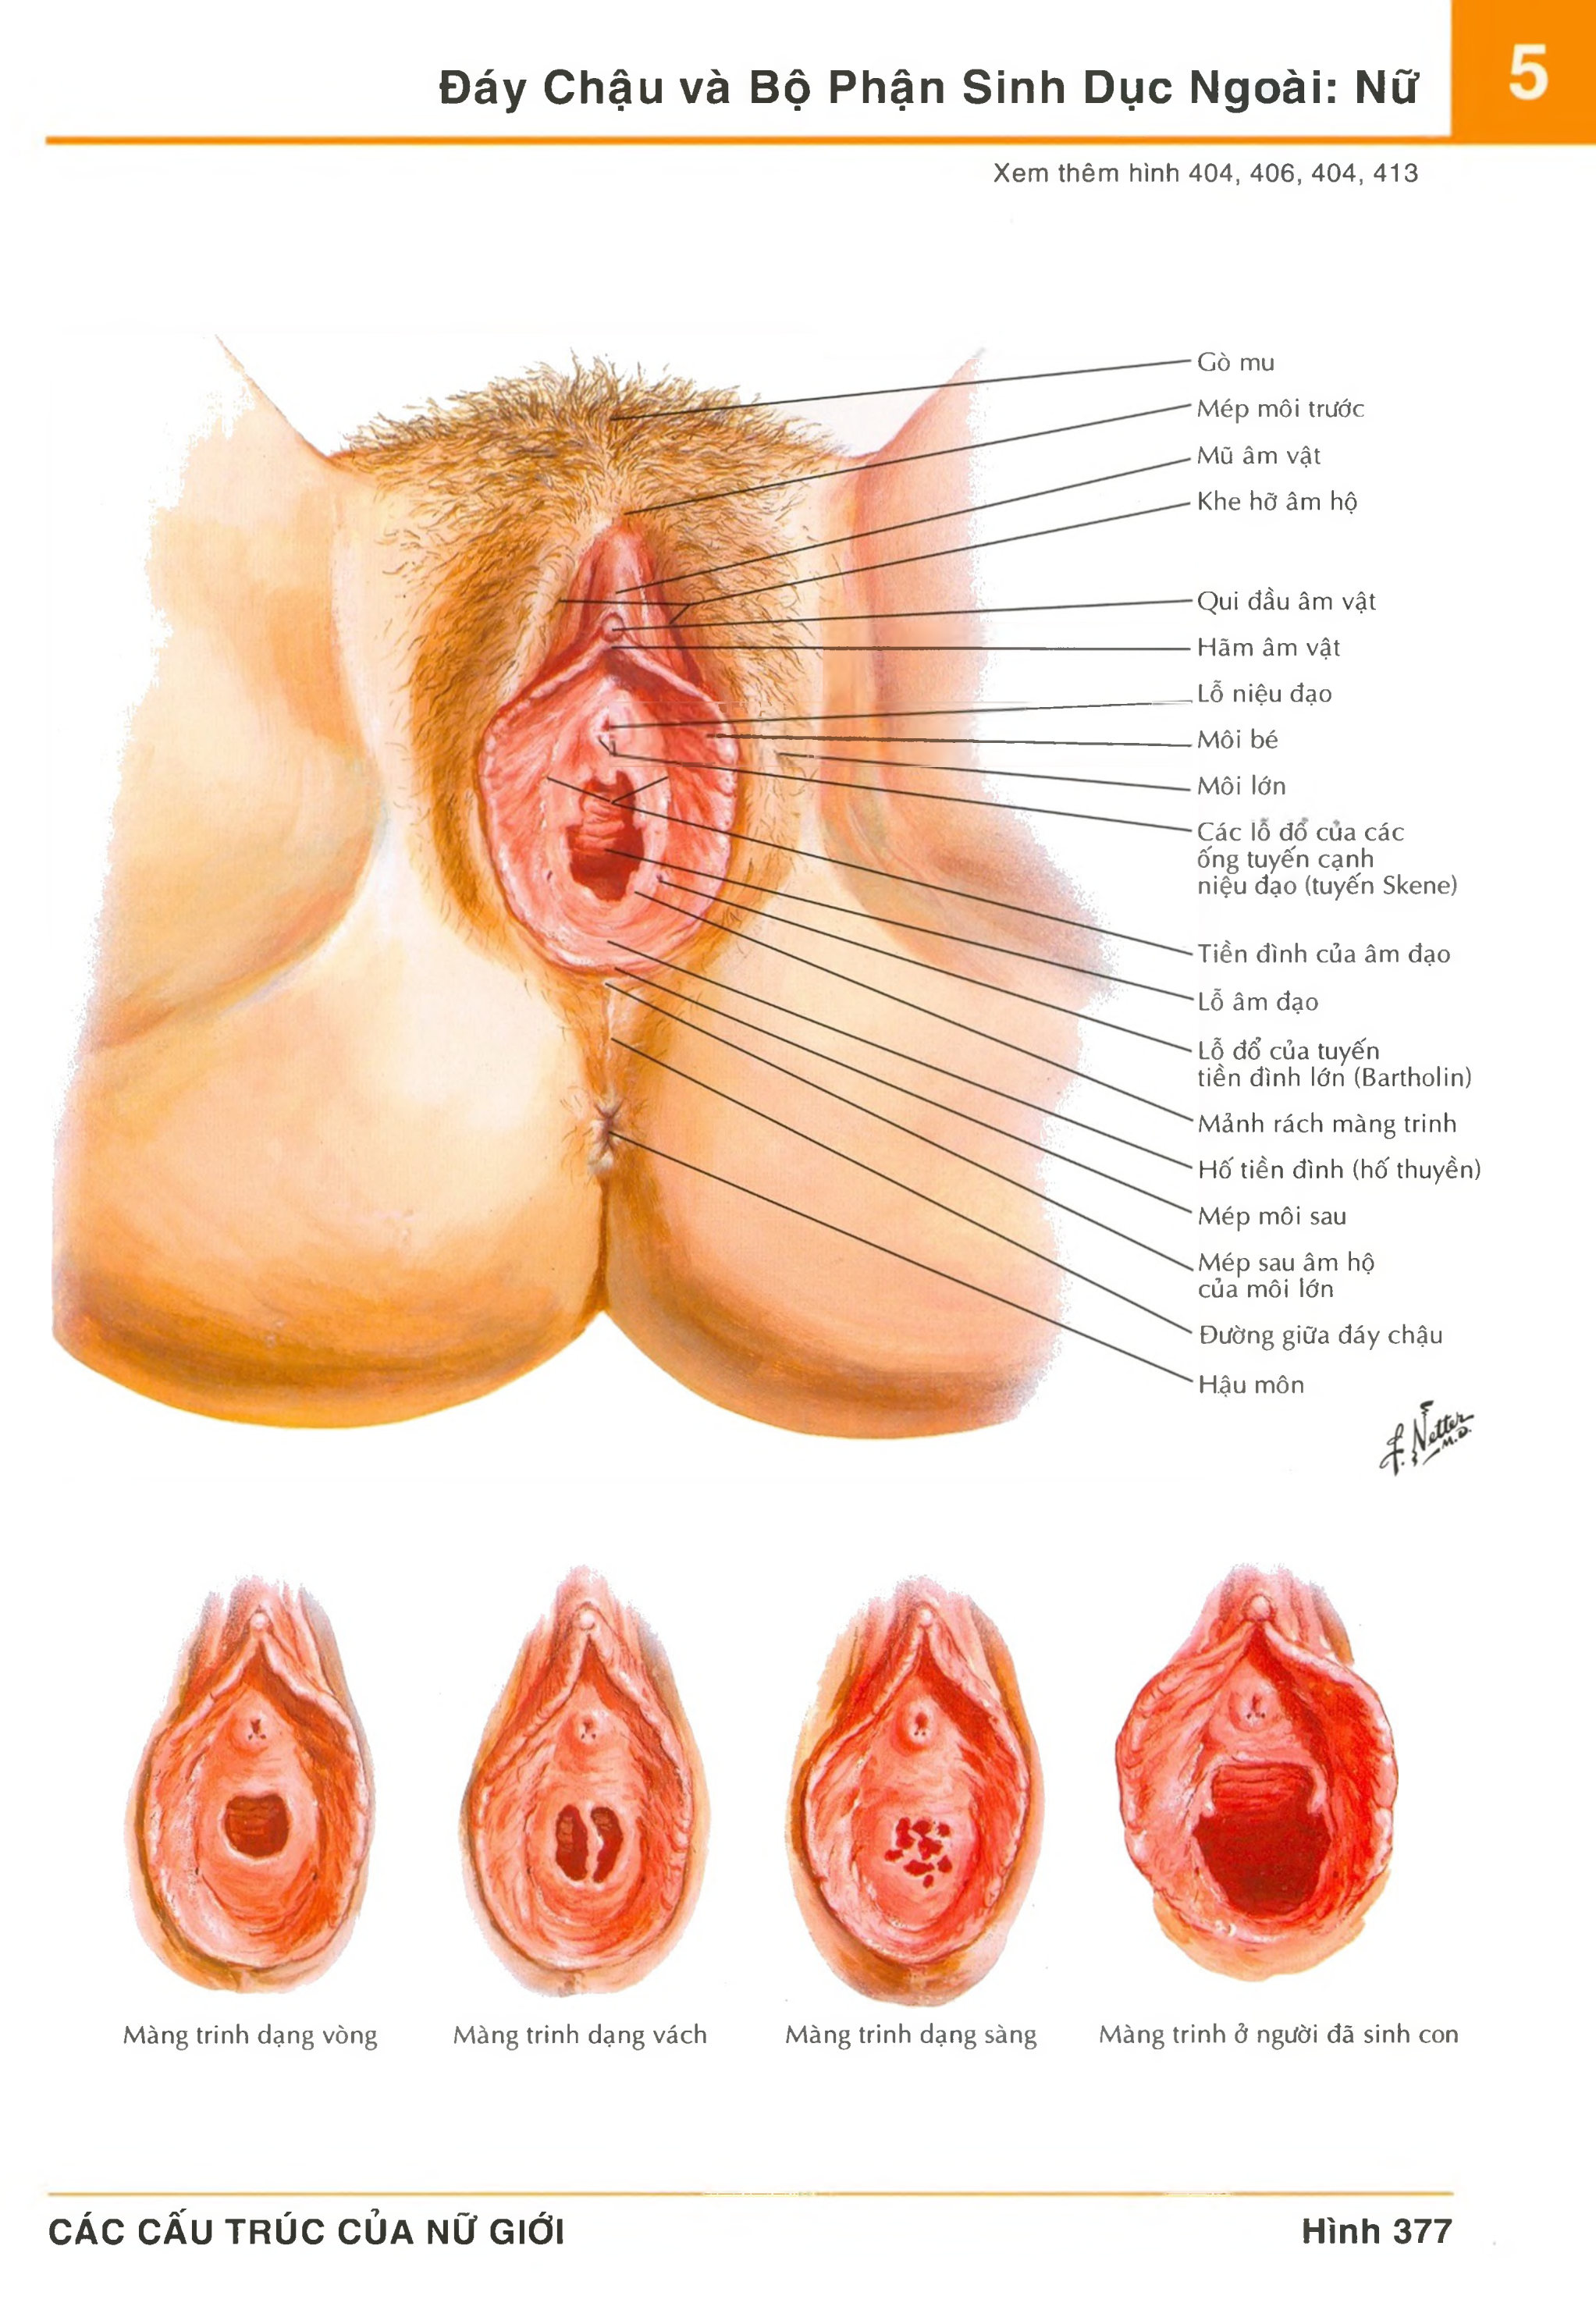 5
Đáy Chậu và Bộ Phận Sinh Dục Ngoài: Nữ
Xem thêm hình 404, 406, 404, 413
Gò mu
Mép môi trước
Mũ âm vật
Khe hỡ âm hộ
Qui đầu âm vật
Hãm âm vật
Lỗ niệu đạo
Môi bé
Môi lớn
Các lỗ đổ của các
ống tuyến cạnh
niệu đạo (tuyến Skene)
Tiền đình của âm đạo
Lỗ âm đạo
Lỗ đổ của tuyến
tiền đình lớn (Bartholin)
Mảnh rách màng trinh
Hố tiền đình (hố thuyền)
Mép môi sau
Mép sau âm hộ
của môi lớn
Đường giữa đáy chậu
Hậu môn
F. Netter
M.D.
Màng trinh dạng vòng
Màng trinh dạng vách
Màng trinh dạng sàng
Màng trinh ở người đã sinh con
CÁC CẤU TRÚC CỦA NỮ GIỚI
Hình 377